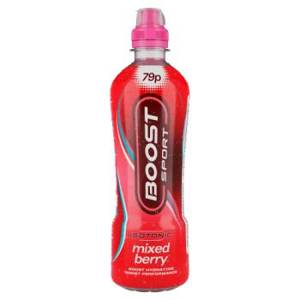 79p
BOOST
SPORT
ISOTONIC
mixed
berry
BOOST HYDRATION
BOOST PERFORMANCE